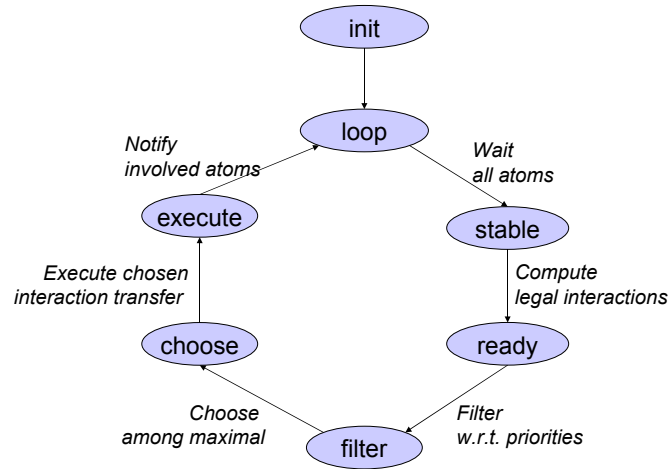 init
loop
Notify
involved atoms
Wait
all atoms
execute
stable
Execute chosen
interaction transfer
Compute
legal interactions
choose
ready
Choose
among maximal
Filter
w.r.t. priorities
filter